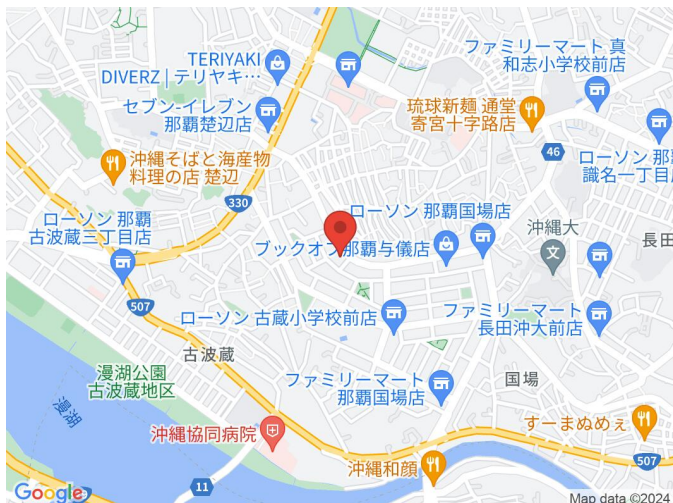 TERIYAKI
DIVERZ | テリヤキ…
ファミリーマート 真
和志小学校前店
セブン-イレブン
那覇楚辺店
琉球新麺 通堂
寄宮十字路店
46
沖縄そばと海産物
料理の店 楚辺
ローソン 那
識名一丁目
330
ローソン 那覇
古波蔵三丁目店
ローソン 那覇国場店
沖縄大
長田
ブックオフ那覇与儀店
507
ローソン 古蔵小学校前店
ファミリーマート
長田沖大前店
古波蔵
漫湖公園
古波蔵地区
ファミリーマート
那覇国場店
国場
漫湖
沖縄協同病院
すーまぬめぇ
507
沖縄和顔
11
Google
Map data ©2024